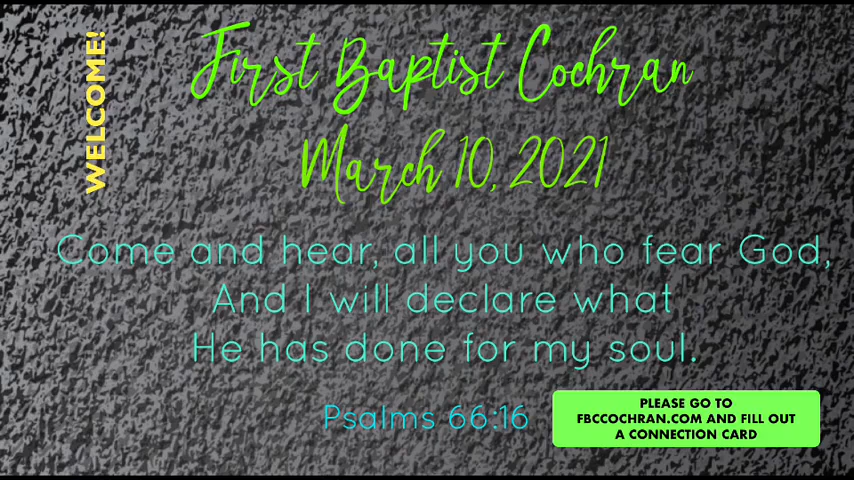 WELCOME!
First Baptist Cochran
March 10, 2021
Come and hear, all you who fear God,
And I will declare what
He has done for my soul.
Psalms 66:16
PLEASE GO TO
FBCCOCHRAN.COM AND FILL OUT
A CONNECTION CARD